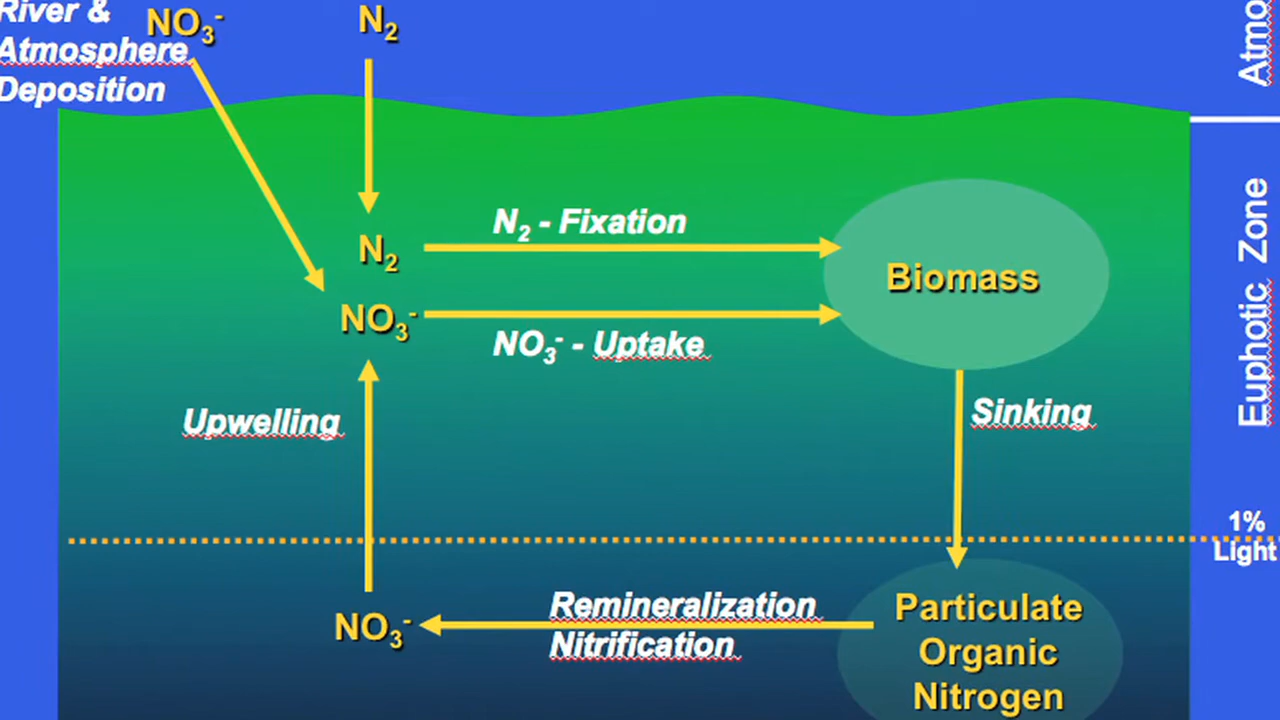 River &
Atmosphere
Deposition
NO₃⁻
N₂
N₂
N₂ - Fixation
Biomass
NO₃⁻
NO₃⁻ - Uptake
Upwelling
Sinking
NO₃⁻
Remineralization
Nitrification
Particulate
Organic
Nitrogen
Atmo
Euphotic Zone
1%
Light